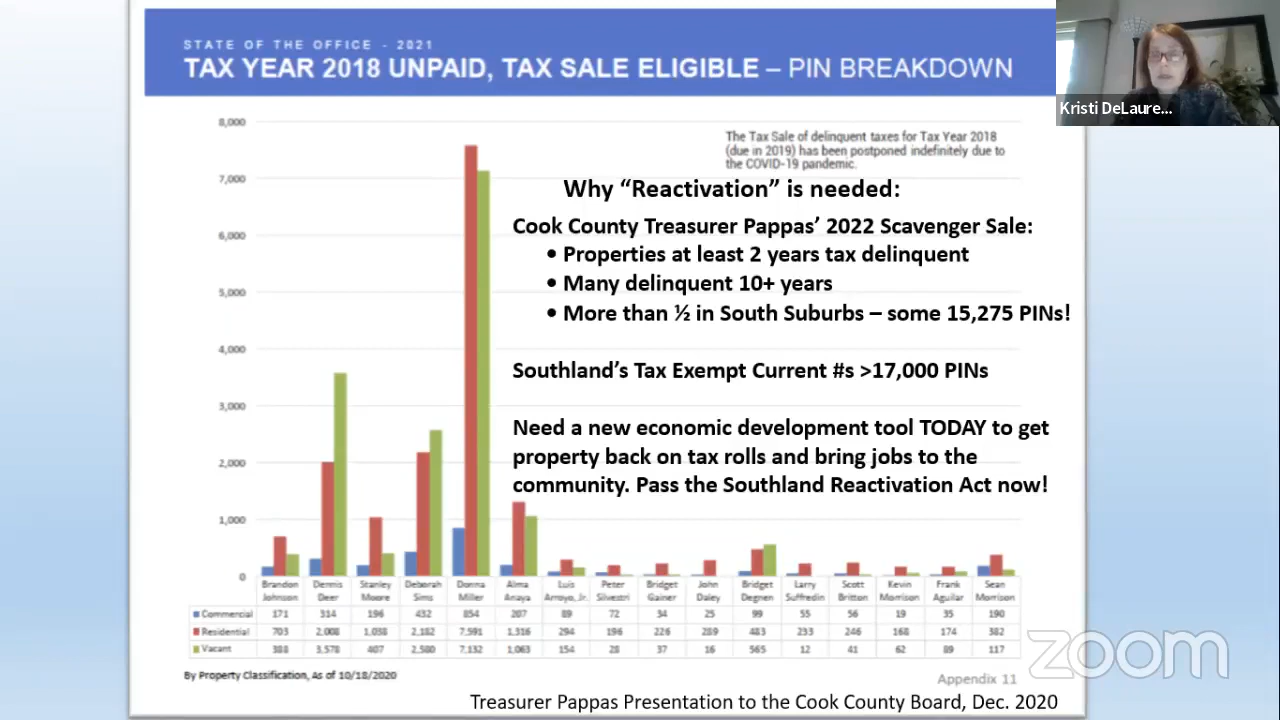 STATE OF THE OFFICE - 2021
TAX YEAR 2018 UNPAID, TAX SALE ELIGIBLE – PIN BREAKDOWN
Kristi DeLaure...
The Tax Sale of delinquent taxes for Tax Year 2018
(due in 2019) has been postponed indefinitely due to
the COVID-19 pandemic.
Why “Reactivation” is needed:
Cook County Treasurer Pappas’ 2022 Scavenger Sale:
• Properties at least 2 years tax delinquent
• Many delinquent 10+ years
• More than ½ in South Suburbs – some 15,275 PINs!
Southland’s Tax Exempt Current #s >17,000 PINs
Need a new economic development tool TODAY to get
property back on tax rolls and bring jobs to the
community. Pass the Southland Reactivation Act now!
8,000
7,000
6,000
5,000
4,000
3,000
2,000
1,000
0
Brandon Johnson Dennis Deer Stanley Moore Deborah Sims Donna Miller Alma Anaya Luis Arroyo, Jr. Peter Silvestri Bridget Gainer John Daley Bridget Degnen Larry Suffredin Scott Britton Kevin Morrison Frank Aguilar Sean Morrison
Commercial 171 314 196 432 854 207 89 72 34 25 99 55 56 19 35 190
Residential 703 2,008 1,038 2,182 7,591 1,316 294 196 226 289 483 233 246 168 174 382
Vacant 388 3,578 407 2,580 7,132 1,063 154 28 37 16 565 12 41 62 89 117
By Property Classification, As of 10/18/2020
Appendix 11
zoom
Treasurer Pappas Presentation to the Cook County Board, Dec. 2020